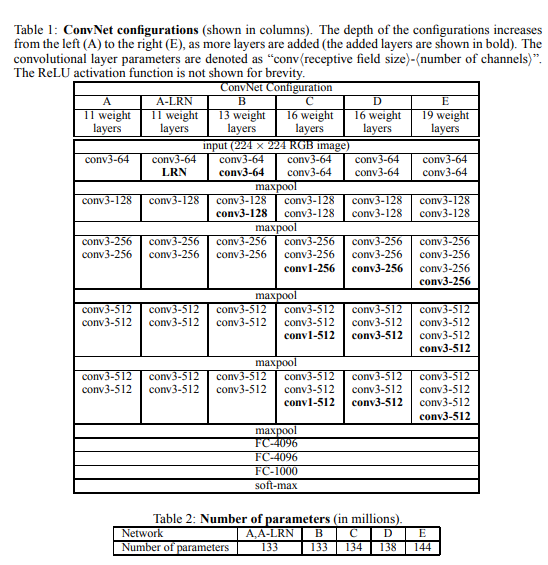 Table 1: ConvNet configurations (shown in columns). The depth of the configurations increases
from the left (A) to the right (E), as more layers are added (the added layers are shown in bold). The
convolutional layer parameters are denoted as “conv⟨receptive field size⟩-⟨number of channels⟩”.
The ReLU activation function is not shown for brevity.
ConvNet Configuration
A A-LRN B C D E
11 weight 11 weight 13 weight 16 weight 16 weight 19 weight
layers layers layers layers layers layers
input (224 × 224 RGB image)
conv3-64 conv3-64 conv3-64 conv3-64 conv3-64 conv3-64
LRN conv3-64 conv3-64 conv3-64 conv3-64
maxpool
conv3-128 conv3-128 conv3-128 conv3-128 conv3-128 conv3-128
conv3-128 conv3-128 conv3-128 conv3-128
maxpool
conv3-256 conv3-256 conv3-256 conv3-256 conv3-256 conv3-256
conv3-256 conv3-256 conv3-256 conv3-256 conv3-256 conv3-256
conv1-256 conv3-256 conv3-256
conv3-256
maxpool
conv3-512 conv3-512 conv3-512 conv3-512 conv3-512 conv3-512
conv3-512 conv3-512 conv3-512 conv3-512 conv3-512 conv3-512
conv1-512 conv3-512 conv3-512
conv3-512
maxpool
conv3-512 conv3-512 conv3-512 conv3-512 conv3-512 conv3-512
conv3-512 conv3-512 conv3-512 conv3-512 conv3-512 conv3-512
conv1-512 conv3-512 conv3-512
conv3-512
maxpool
FC-4096
FC-4096
FC-1000
soft-max
Table 2: Number of parameters (in millions).
Network A,A-LRN B C D E
Number of parameters 133 133 134 138 144